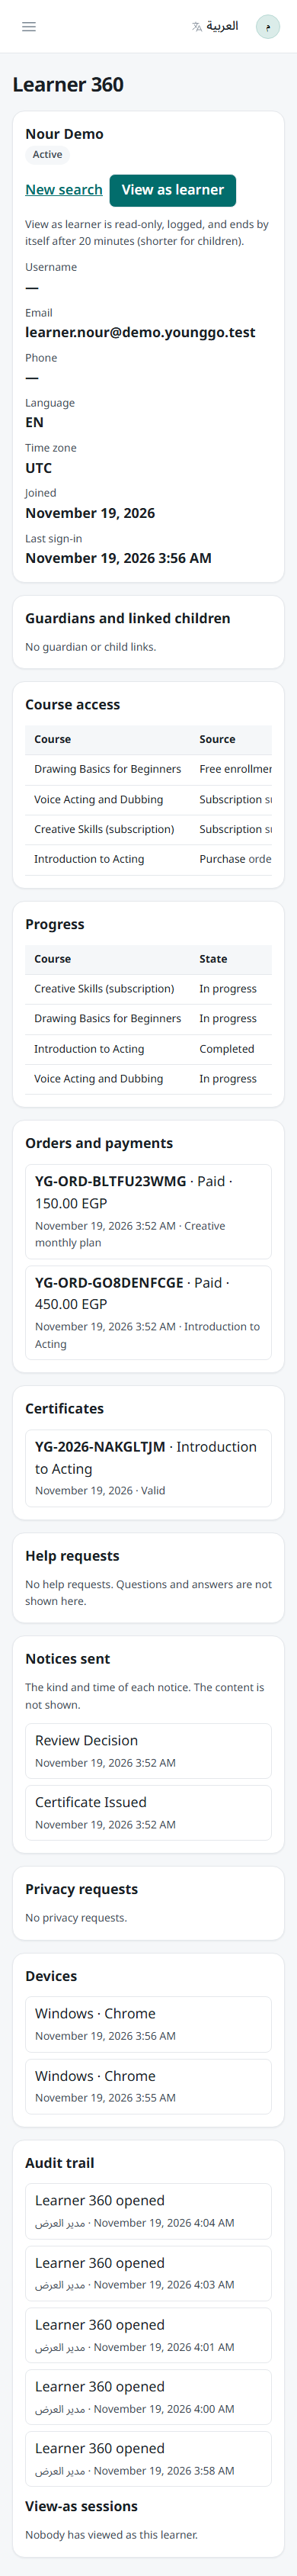 العربية
م
Learner 360
Nour Demo
Active
New search
View as learner
View as learner is read-only, logged, and ends by
itself after 20 minutes (shorter for children).
Username
—
Email
learner.nour@demo.younggo.test
Phone
—
Language
EN
Time zone
UTC
Joined
November 19, 2026
Last sign-in
November 19, 2026 3:56 AM
Guardians and linked children
No guardian or child links.
Course access
Course Source
Drawing Basics for Beginners Free enrollmer
Voice Acting and Dubbing Subscription su
Creative Skills (subscription) Subscription su
Introduction to Acting Purchase orde
Progress
Course State
Creative Skills (subscription) In progress
Drawing Basics for Beginners In progress
Introduction to Acting Completed
Voice Acting and Dubbing In progress
Orders and payments
YG-ORD-BLTFU23WMG · Paid ·
150.00 EGP
November 19, 2026 3:52 AM · Creative
monthly plan
YG-ORD-GO8DENFCGE · Paid ·
450.00 EGP
November 19, 2026 3:52 AM · Introduction to
Acting
Certificates
YG-2026-NAKGLTJM · Introduction
to Acting
November 19, 2026 · Valid
Help requests
No help requests. Questions and answers are not
shown here.
Notices sent
The kind and time of each notice. The content is
not shown.
Review Decision
November 19, 2026 3:52 AM
Certificate Issued
November 19, 2026 3:52 AM
Privacy requests
No privacy requests.
Devices
Windows · Chrome
November 19, 2026 3:56 AM
Windows · Chrome
November 19, 2026 3:55 AM
Audit trail
Learner 360 opened
مدير العرض · November 19, 2026 4:04 AM
Learner 360 opened
مدير العرض · November 19, 2026 4:03 AM
Learner 360 opened
مدير العرض · November 19, 2026 4:01 AM
Learner 360 opened
مدير العرض · November 19, 2026 4:00 AM
Learner 360 opened
مدير العرض · November 19, 2026 3:58 AM
View-as sessions
Nobody has viewed as this learner.